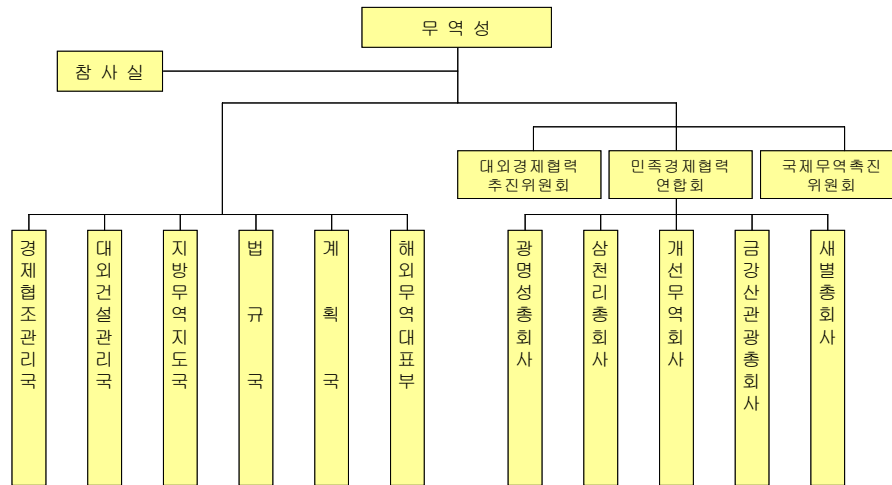 무 역 성
참 사 실
대외경제협력
추진위원회
민족경제협력
연합회
국제무역촉진
위원회
경제협조관리국
대외건설관리국
지방무역지도국
법 규 국
계 획 국
해외무역대표부
광명성총회사
삼천리총회사
개선무역회사
금강산관광총회사
새별총회사